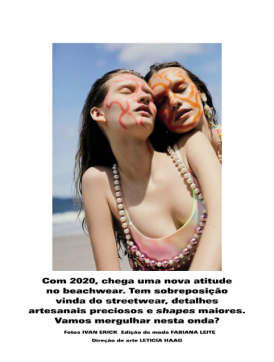 Com 2020, chega uma nova atitude
no beachwear. Tem sobreposição
vinda do streetwear, detalhes
artesanais preciosos e shapes maiores.
Vamos mergulhar nesta onda?
Fotos IVAN ERICK Edição de moda FABIANA LEITE
Direção de arte LETICIA HAAG